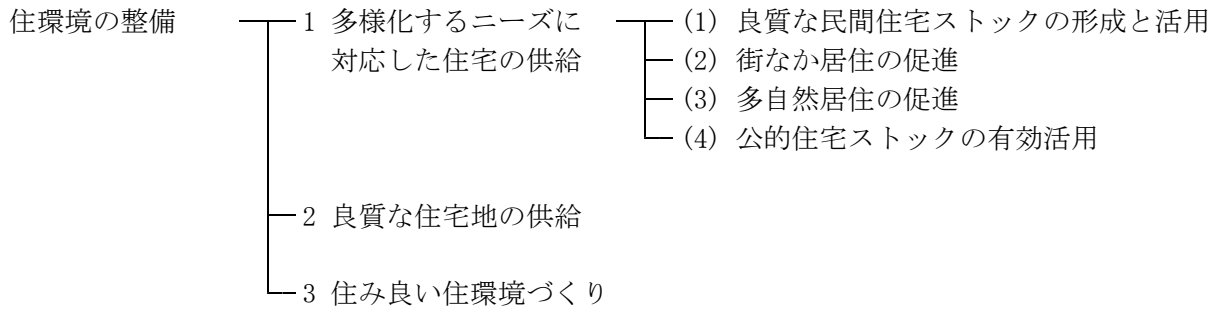 住環境の整備
1 多様化するニーズに
対応した住宅の供給
(1) 良質な民間住宅ストックの形成と活用
(2) 街なか居住の促進
(3) 多自然居住の促進
(4) 公的住宅ストックの有効活用
2 良質な住宅地の供給
3 住み良い住環境づくり